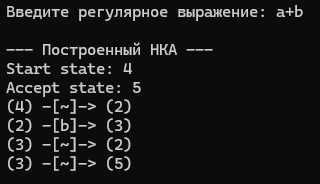 Введите регулярное выражение: a+b

--- Построенный НКА ---
Start state: 4
Accept state: 5
(4) -[~]-> (2)
(2) -[b]-> (3)
(3) -[~]-> (2)
(3) -[~]-> (5)